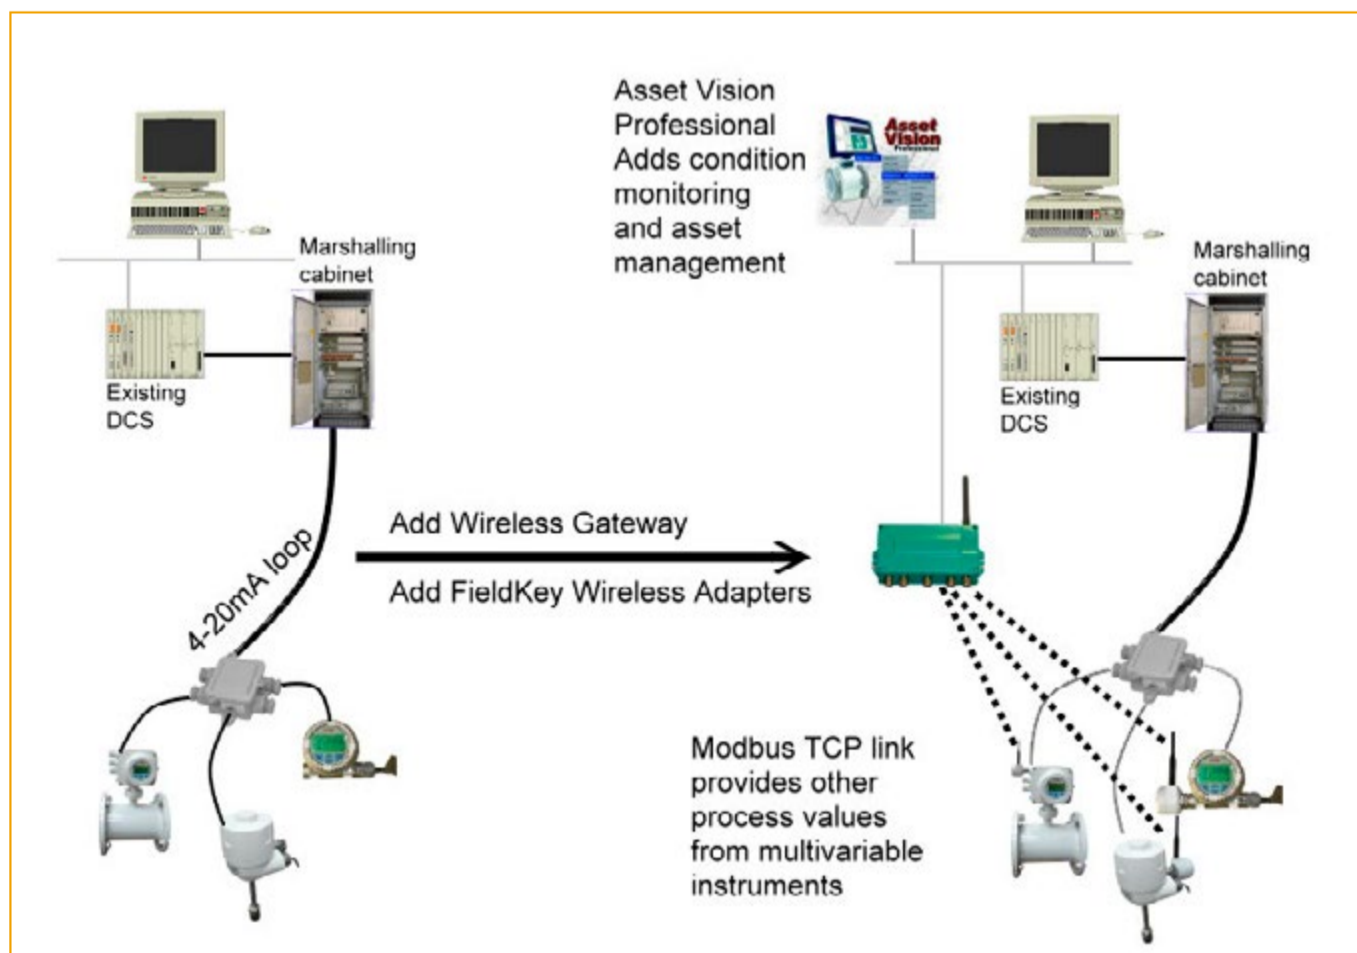 Asset Vision
Professional
Adds condition
monitoring
and asset
management
Asset
Vision
Professional
Marshalling
cabinet
Marshalling
cabinet
Existing
DCS
Existing
DCS
4-20mA loop
Add Wireless Gateway
Add FieldKey Wireless Adapters
Modbus TCP link
provides other
process values
from multivariable
instruments